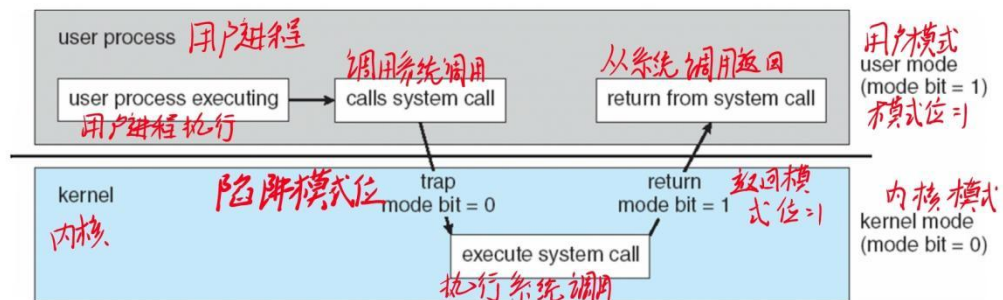 user process 用户进程
用户模式
user mode
(mode bit = 1)
模式位=1
调用系统调用
从系统调用返回
user process executing
calls system call
return from system call
用户进程执行
kernel
内核
陷阱模式位
trap
mode bit = 0
return
mode bit = 1
返回模
式位=1
内核模式
kernel mode
(mode bit = 0)
execute system call
执行系统调用